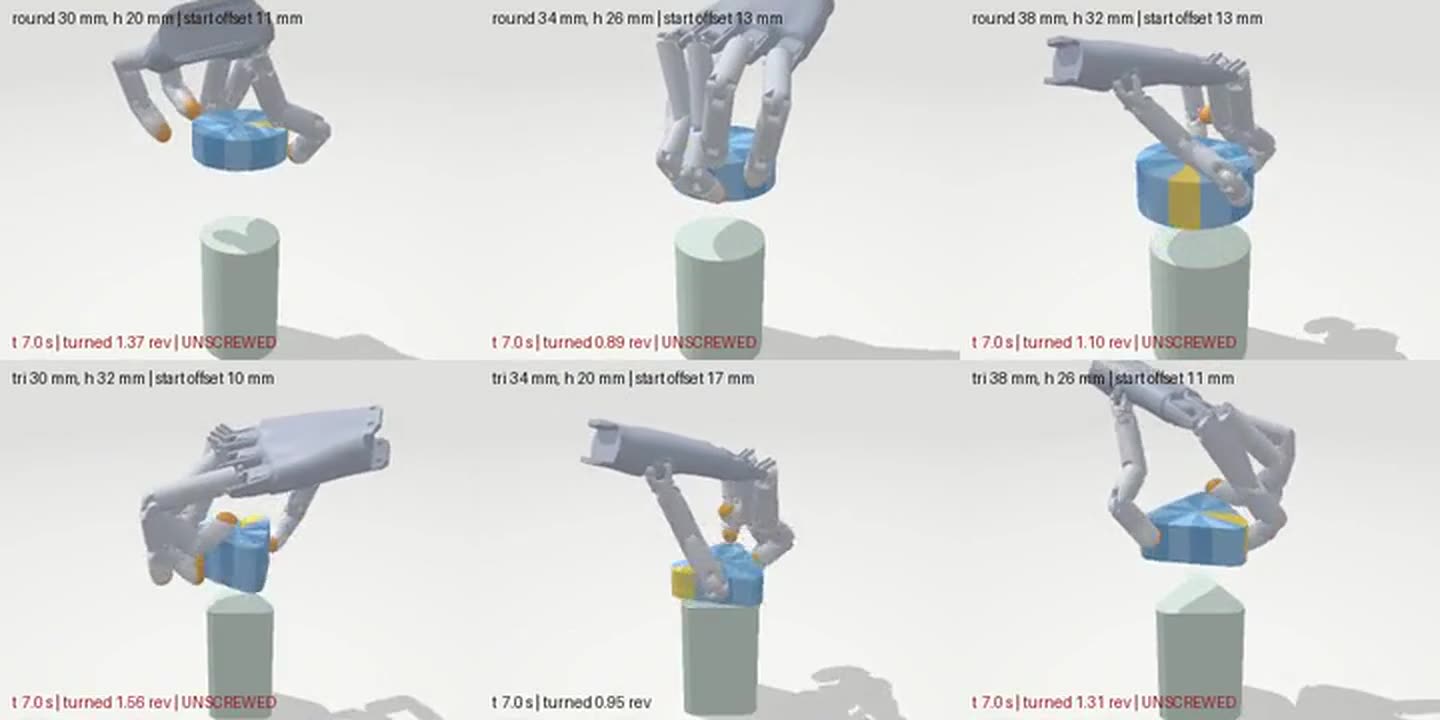 round 30 mm, h 20 mm | start offset 11 mm
round 34 mm, h 26 mm | start offset 13 mm
round 38 mm, h 32 mm | start offset 13 mm
t 7.0 s | turned 1.37 rev | UNSCREWED
t 7.0 s | turned 0.89 rev | UNSCREWED
t 7.0 s | turned 1.10 rev | UNSCREWED
tri 30 mm, h 32 mm | start offset 10 mm
tri 34 mm, h 20 mm | start offset 17 mm
tri 38 mm, h 26 mm | start offset 11 mm
t 7.0 s | turned 1.56 rev | UNSCREWED
t 7.0 s | turned 0.95 rev
t 7.0 s | turned 1.31 rev | UNSCREWED